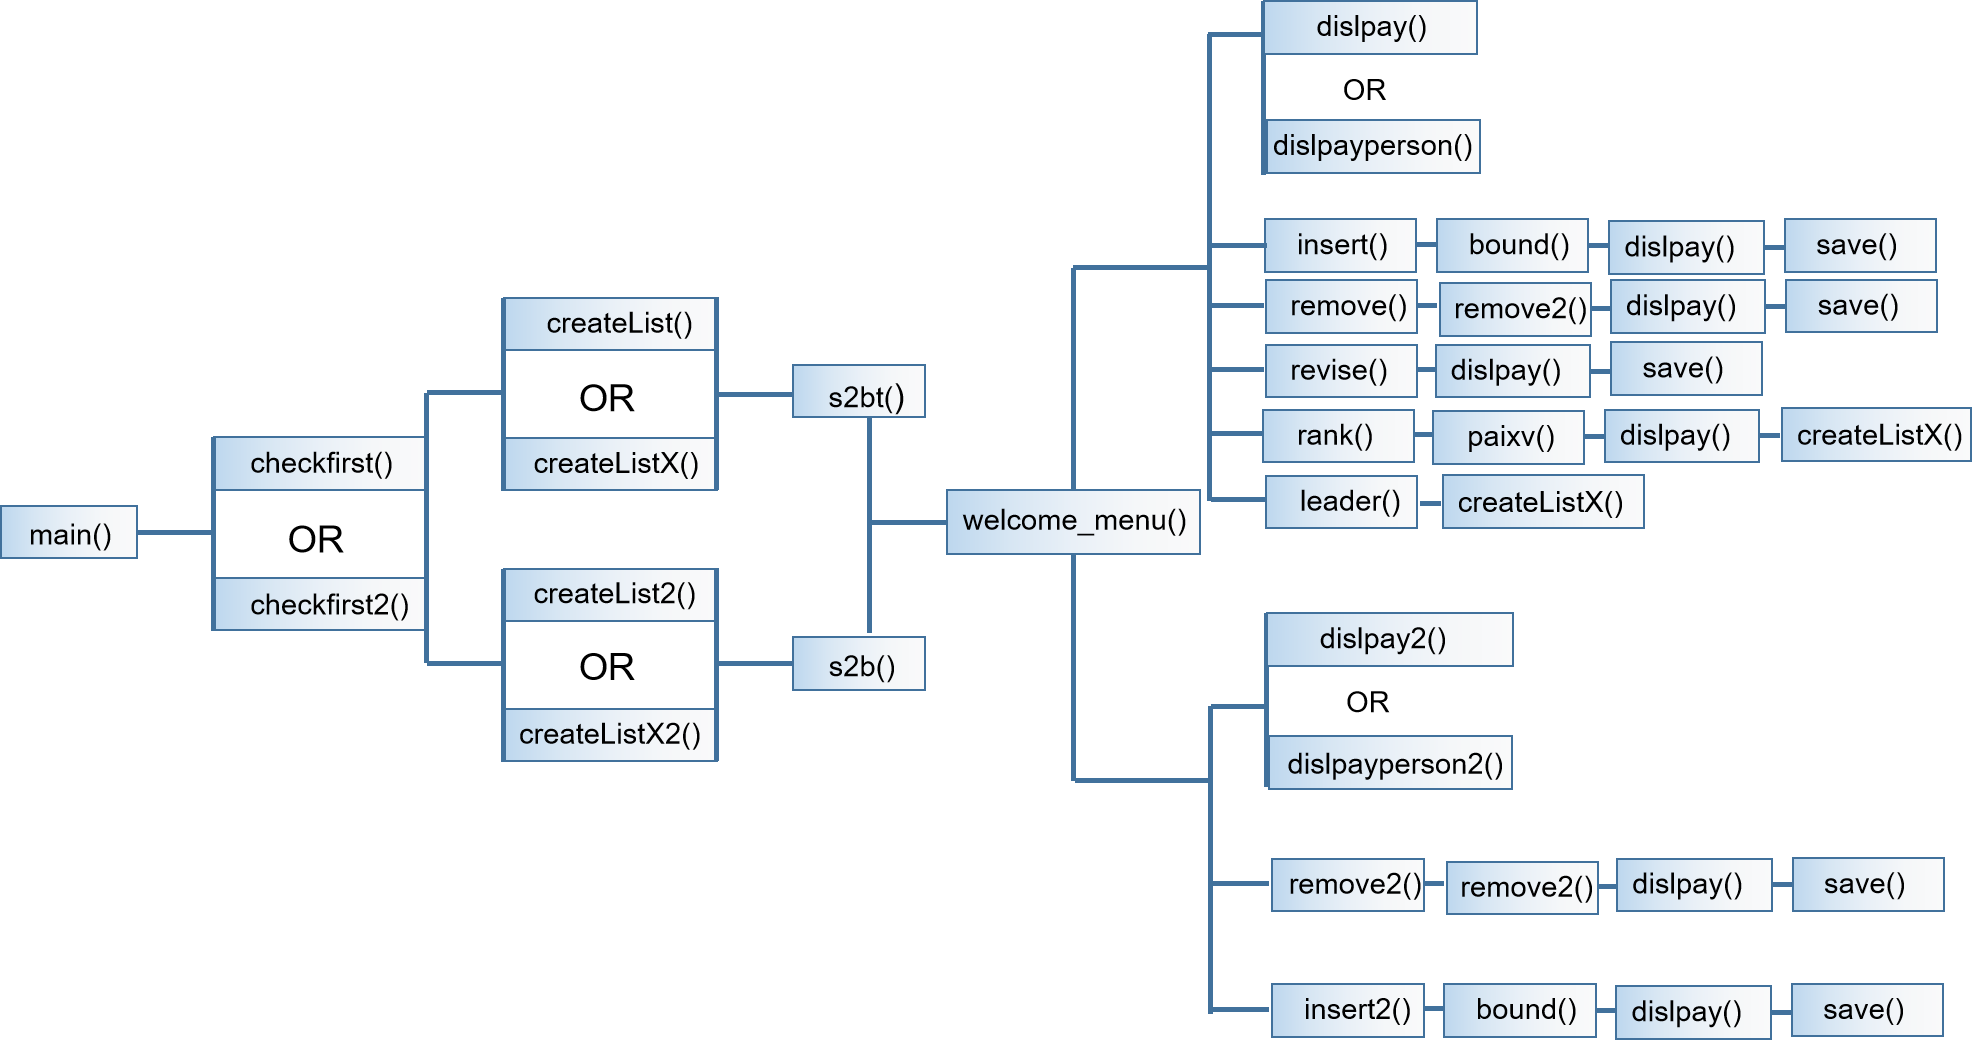 main()
checkfirst()
OR
checkfirst2()
createList()
OR
createListX()
createList2()
OR
createListX2()
s2bt()
s2b()
welcome_menu()
dislpay()
OR
dislpayperson()
insert() bound() dislpay() save()
remove() remove2() dislpay() save()
revise() dislpay() save()
rank() paixv() dislpay() createListX()
leader() createListX()
dislpay2()
OR
dislpayperson2()
remove2() remove2() dislpay() save()
insert2() bound() dislpay() save()